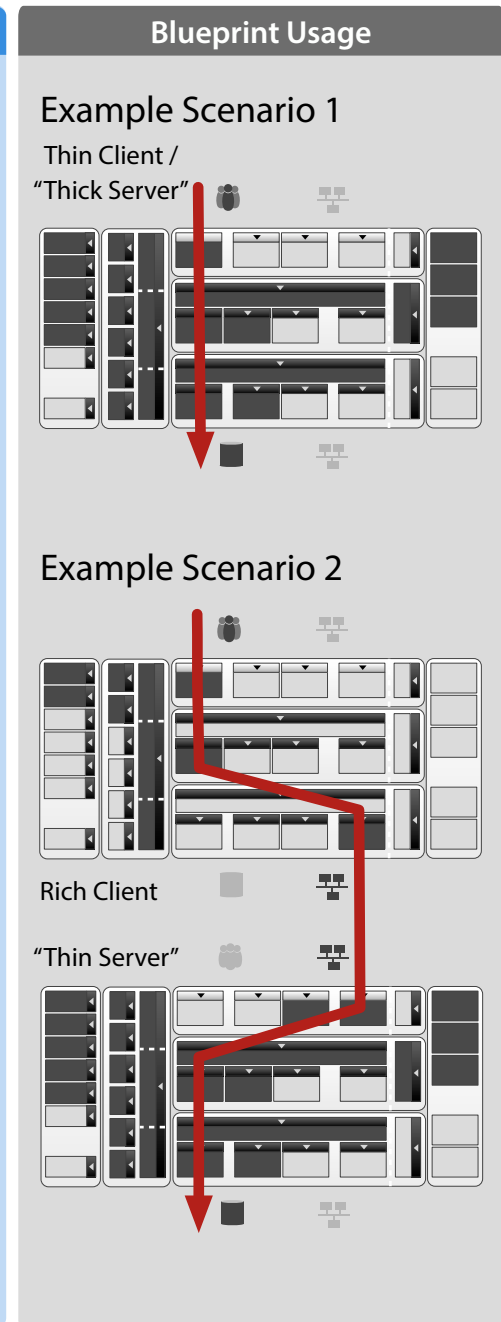 Blueprint Usage
Example Scenario 1
Thin Client /
“Thick Server”
Example Scenario 2
Rich Client
“Thin Server”